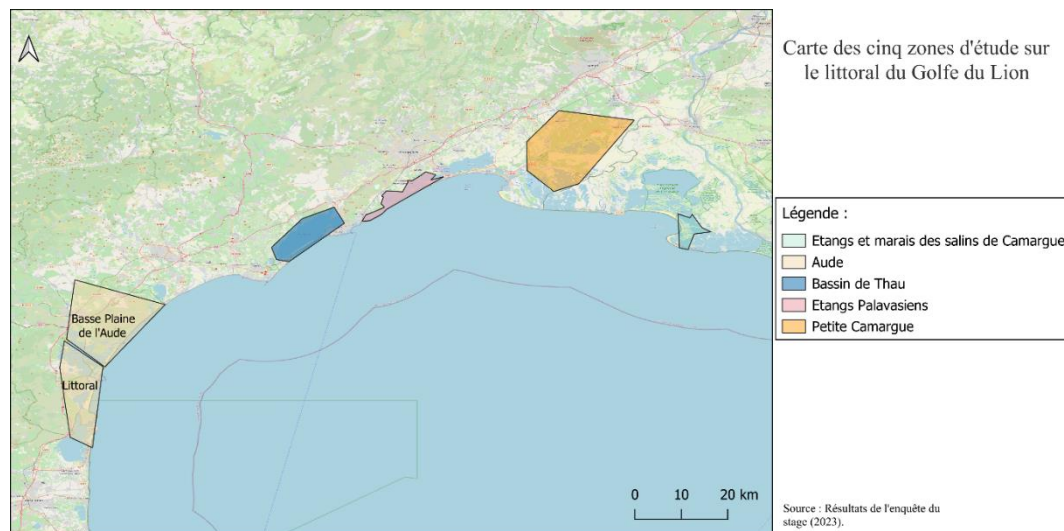 Carte des cinq zones d'étude sur
le littoral du Golfe du Lion
Basse Plaine
de l'Aude
Littoral
0 10 20 km
Légende :
Etangs et marais des salins de Camargue
Aude
Bassin de Thau
Etangs Palavasiens
Petite Camargue
Source : Résultats de l'enquête du
stage (2023).